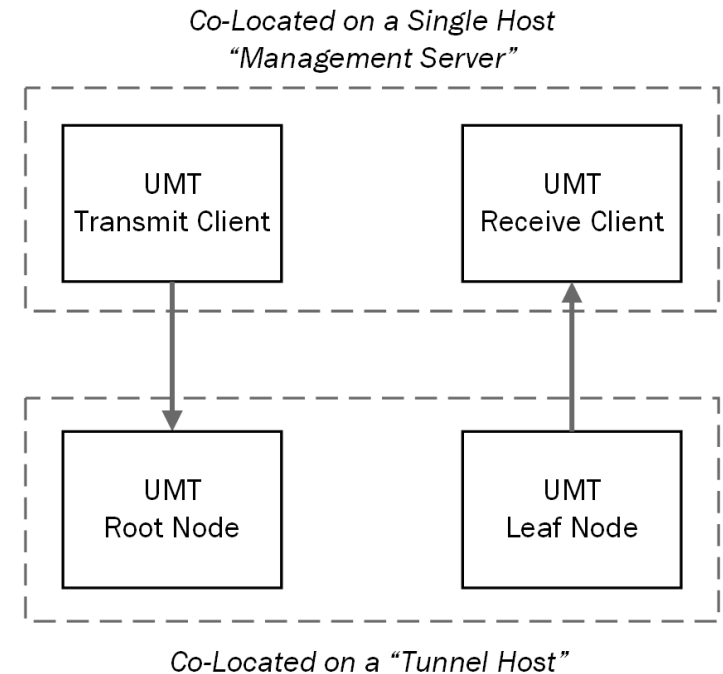 Co-Located on a Single Host
“Management Server”
UMT
Transmit Client
UMT
Receive Client
UMT
Root Node
UMT
Leaf Node
Co-Located on a “Tunnel Host”